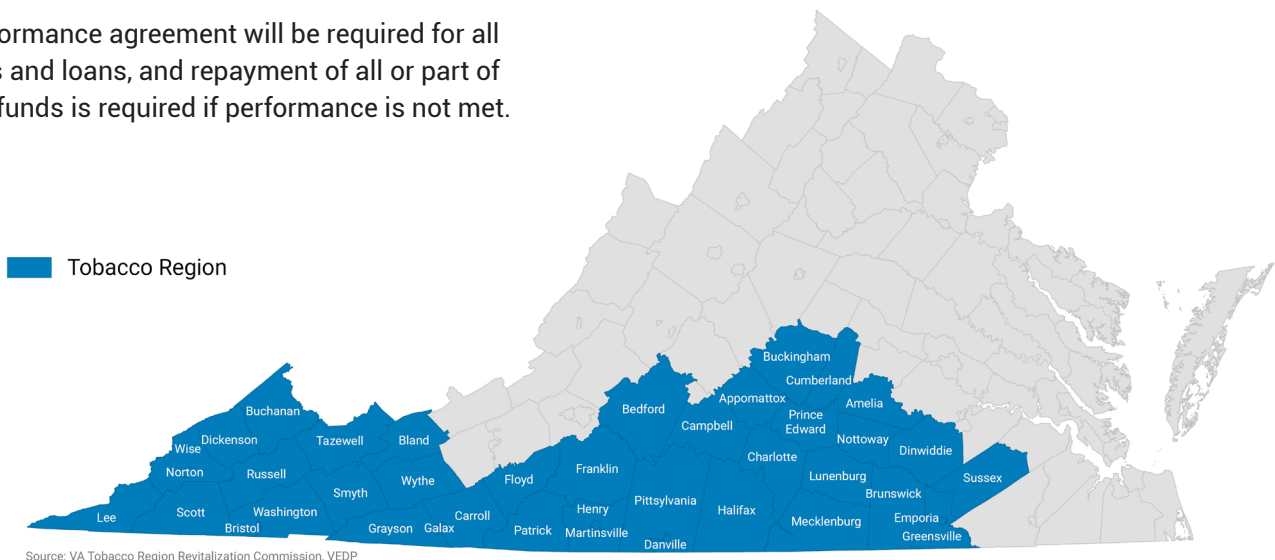 ormance agreement will be required for all
s and loans, and repayment of all or part of
funds is required if performance is not met.
Tobacco Region
Buckingham
Cumberland
Appomattox
Amelia
Bedford
Campbell
Prince
Edward
Nottoway
Dinwiddie
Charlotte
Buchanan
Dickenson
Wise
Tazewell
Bland
Norton
Russell
Wythe
Floyd
Franklin
Lunenburg
Sussex
Smyth
Pittsylvania
Brunswick
Lee
Scott
Washington
Bristol
Grayson
Galax
Carroll
Patrick
Henry
Martinsville
Halifax
Mecklenburg
Emporia
Greensville
Danville
Source: VA Tobacco Region Revitalization Commission, VEDP